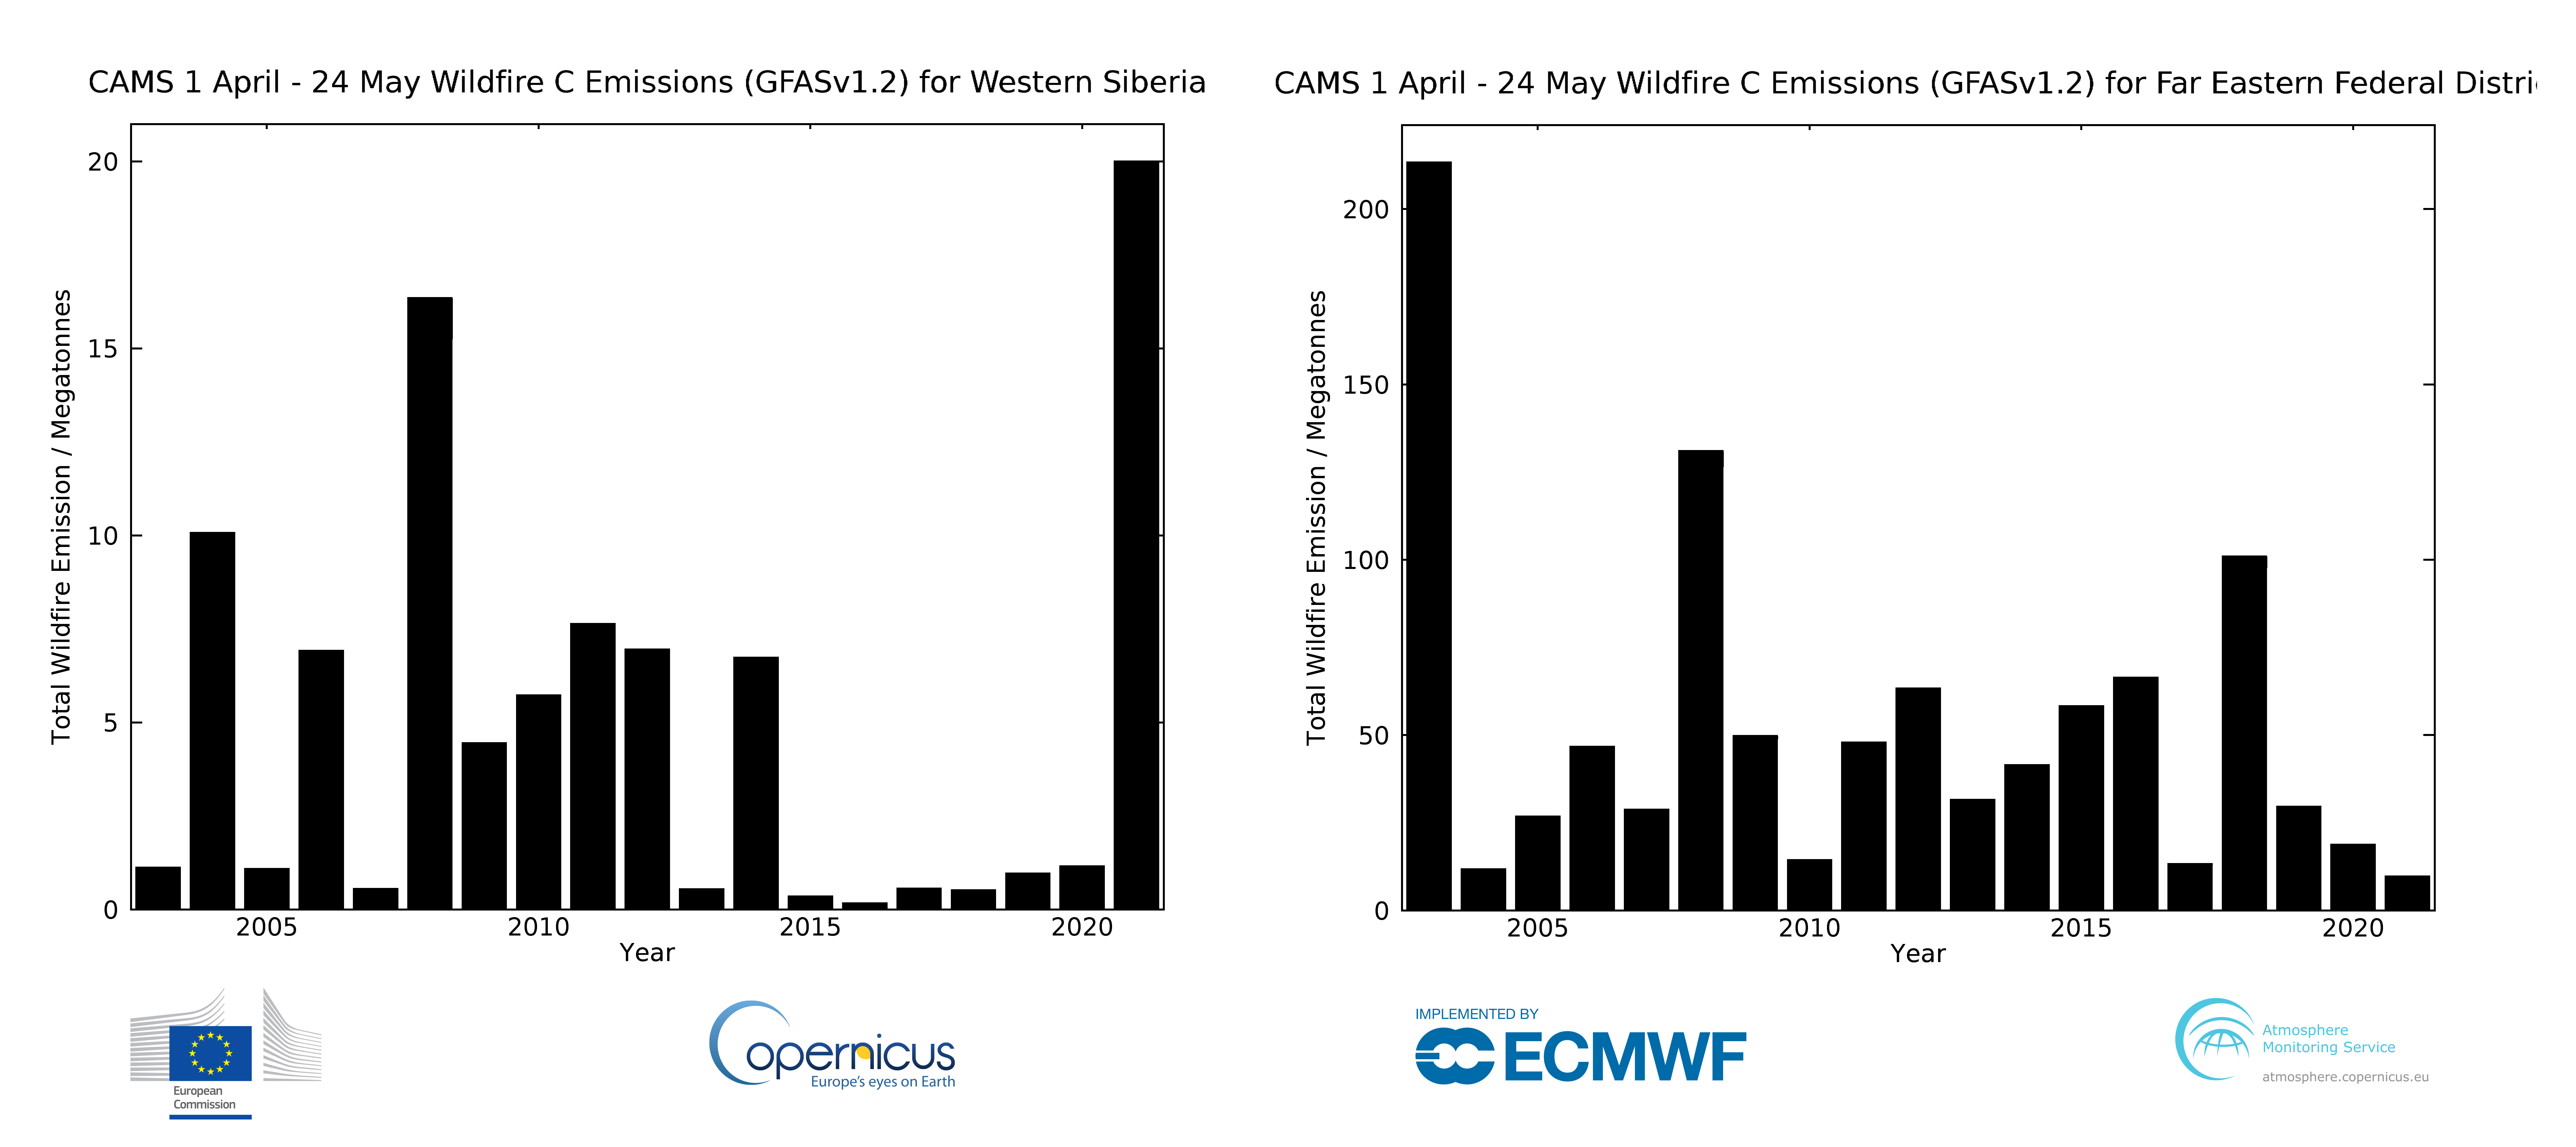 CAMS 1 April - 24 May Wildfire C Emissions (GFASv1.2) for Western Siberia
20
15
10
5
0
Total Wildfire Emission / Megatonnes
2005 2010 2015 2020
Year
CAMS 1 April - 24 May Wildfire C Emissions (GFASv1.2) for Far Eastern Federal Distri
200
150
100
50
0
Total Wildfire Emission / Megatonnes
2005 2010 2015 2020
Year
European
Commission
opernicus
Europe's eyes on Earth
IMPLEMENTED BY
ECMWF
Atmosphere
Monitoring Service
atmosphere.copernicus.eu